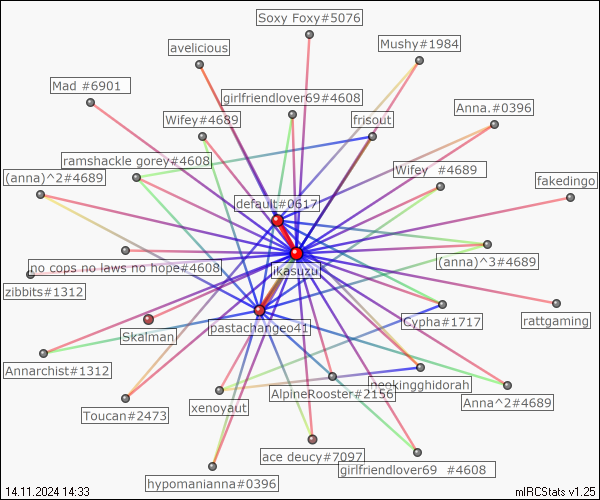 Soxy Foxy#5076
avelicious
Mushy#1984
Mad #6901
girlfriendlover69#4608
Anna.#0396
Wifey#4689
frisout
ramshackle gorey#4608
(anna)^2#4689
Wifey  #4689
fakedingo
default#0617
(anna)^3#4689
no cops no laws no hope#4608
ikasuzu
zibbits#1312
Skalman
pastachangeo41
Cypha#1717
rattgaming
Annarchist#1312
neokingghidorah
AlpineRooster#2156
Anna^2#4689
Toucan#2473
xenoyaut
ace deucy#7097
girlfriendlover69  #4608
hypomanianna#0396
14.11.2024 14:33
mIRCStats v1.25